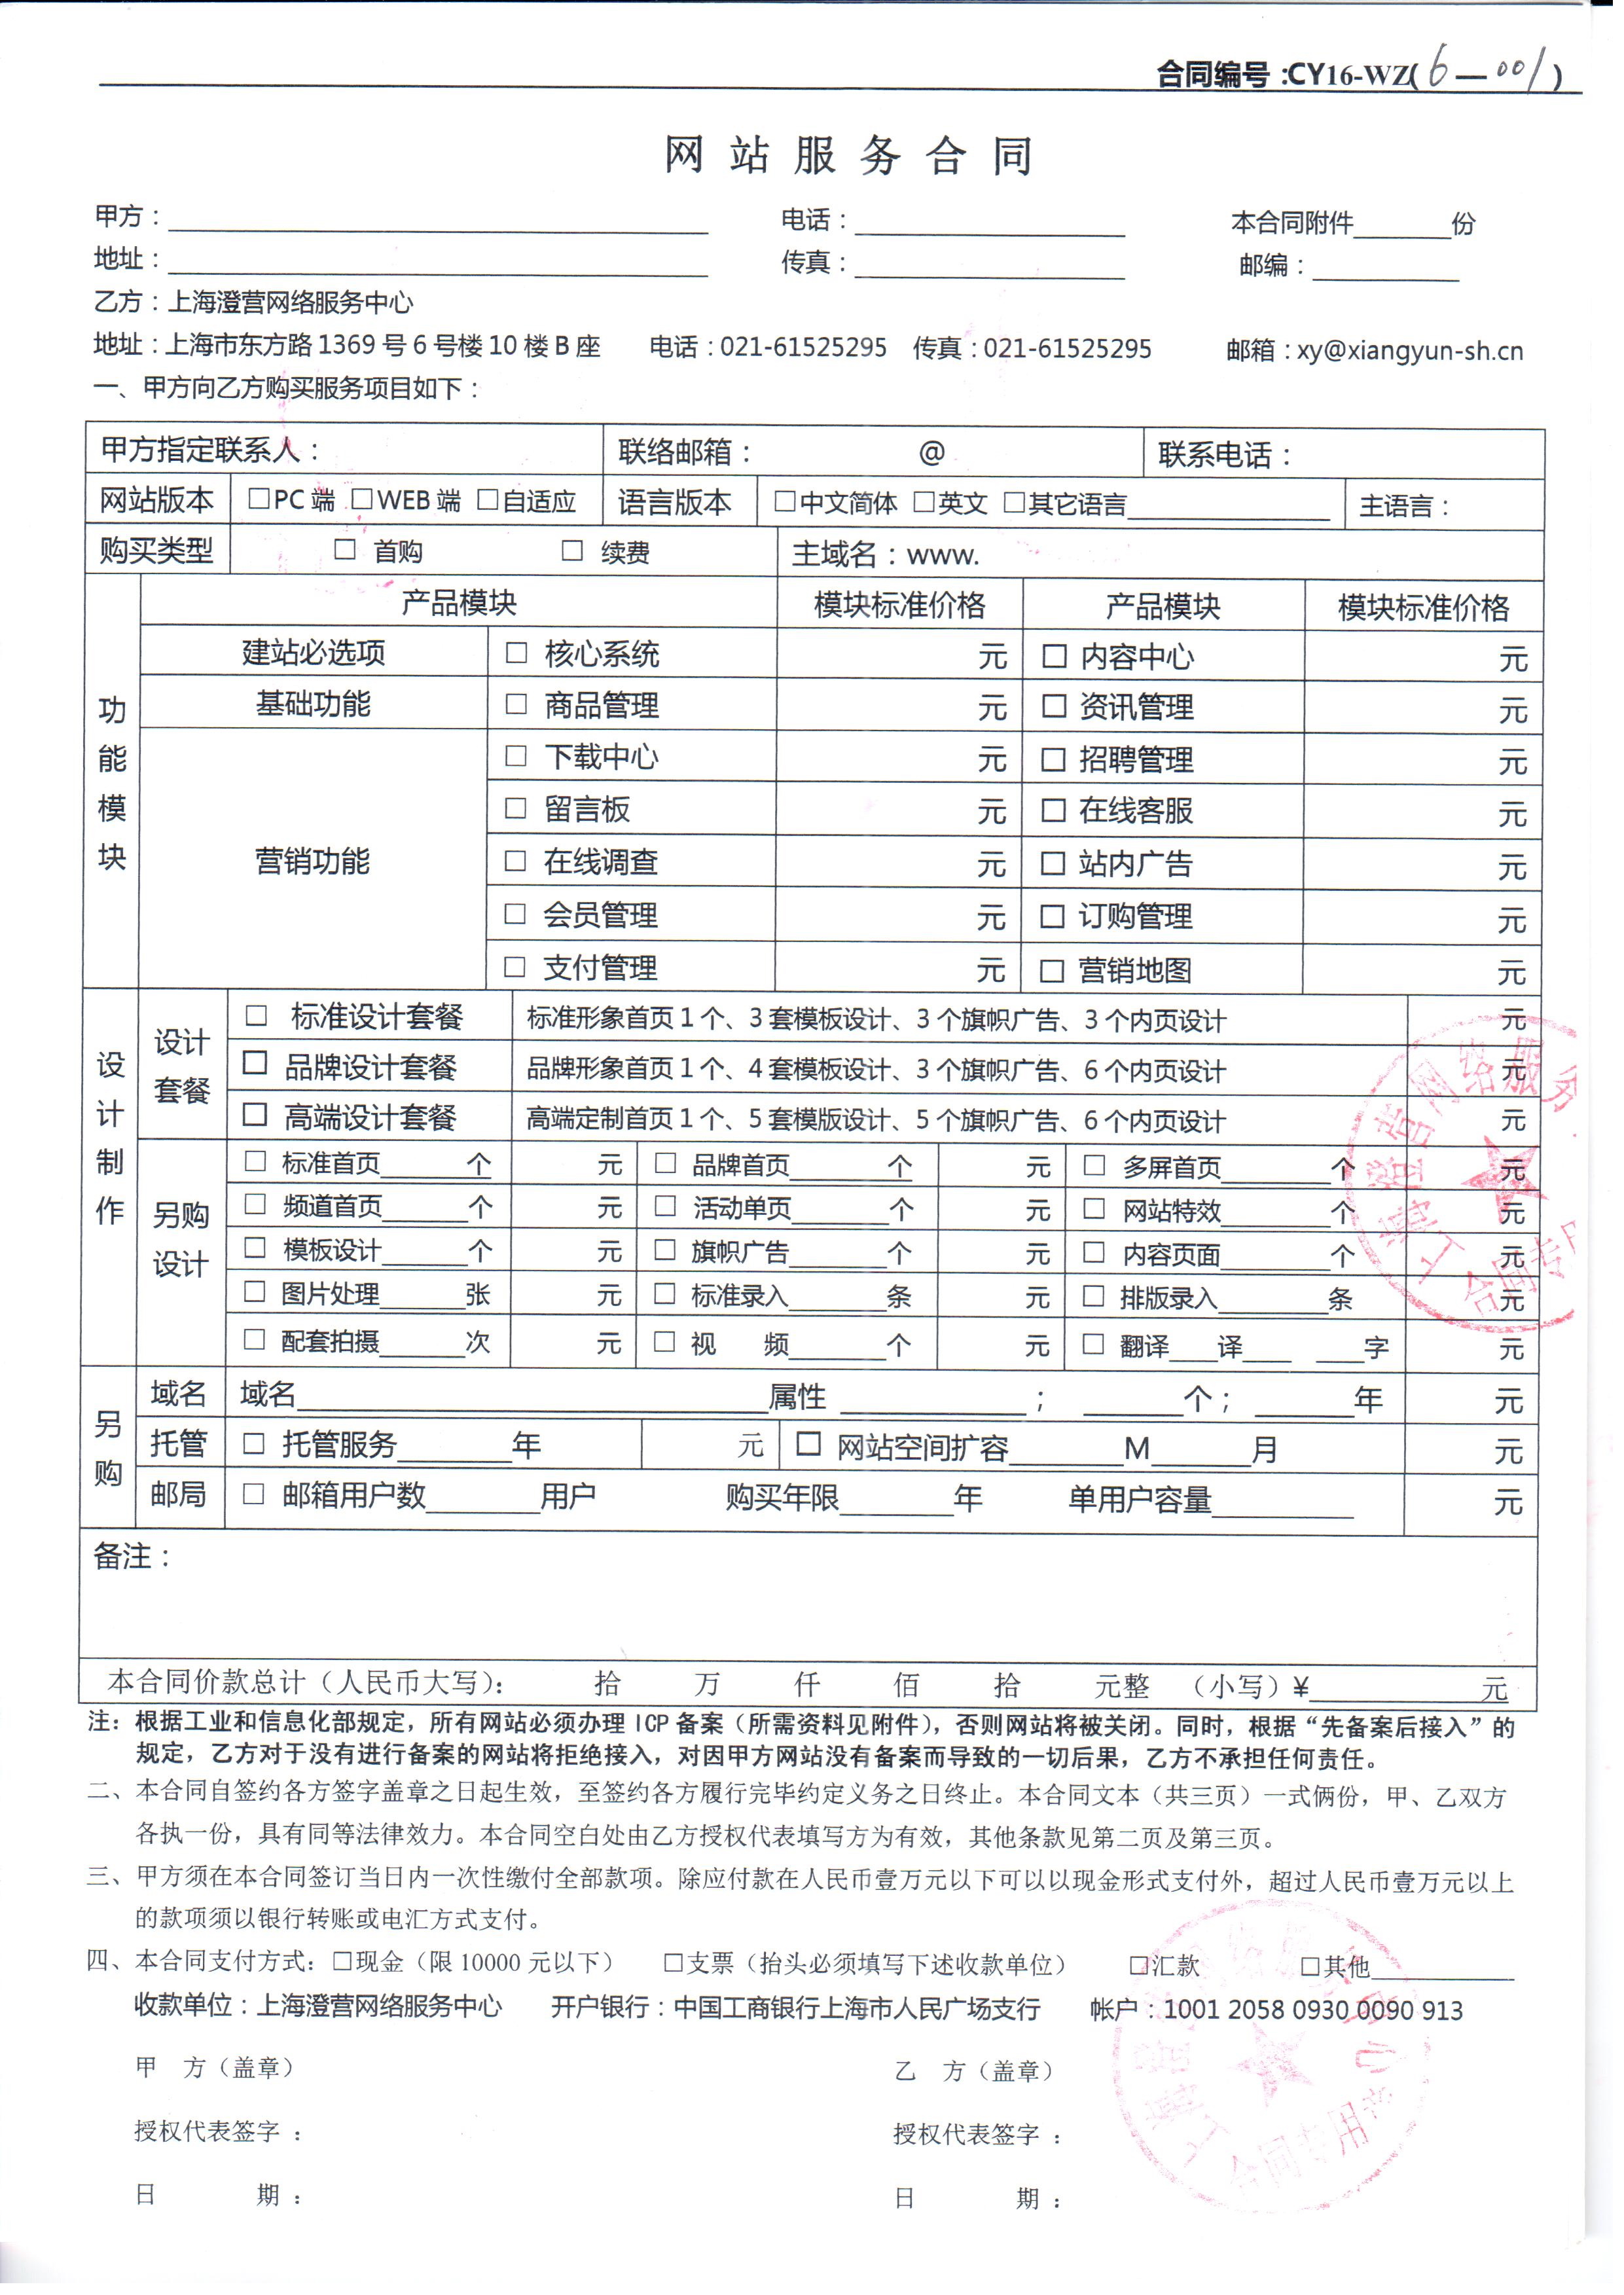 合同编号:CY16-WZ(6—001)
网站服务合同
甲方：________ 电话：________ 本合同附件________份
地址：________ 传真：________ 邮编：________
乙方：上海澄营网络服务中心
地址：上海市东方路1369号6号楼10楼B座 电话：021-61525295 传真：021-61525295 邮箱：xy@xiangyun-sh.cn
一、甲方向乙方购买服务项目如下：
甲方指定联系人： 联络邮箱： @ 联系电话：
网站版本 □PC端 □WEB端 □自适应 语言版本 □中文简体 □英文 □其它语言________ 主语言：
购买类型 □ 首购 □ 续费 主域名：www.
功能模块 产品模块 模块标准价格 产品模块 模块标准价格
建站必选项 □ 核心系统 元 □ 内容中心 元
基础功能 □ 商品管理 元 □ 资讯管理 元
营销功能 □ 下载中心 元 □ 招聘管理 元
□ 留言板 元 □ 在线客服 元
□ 在线调查 元 □ 站内广告 元
□ 会员管理 元 □ 订购管理 元
□ 支付管理 元 □ 营销地图 元
设计制作 设计套餐 □ 标准设计套餐 标准形象首页1个、3套模板设计、3个旗帜广告、3个内页设计 元
□ 品牌设计套餐 品牌形象首页1个、4套模板设计、3个旗帜广告、6个内页设计 元
□ 高端设计套餐 高端定制首页1个、5套模版设计、5个旗帜广告、6个内页设计 元
另购设计 □ 标准首页______个 元 □ 品牌首页______个 元 □ 多屏首页______个 元
□ 频道首页______个 元 □ 活动单页______个 元 □ 网站特效______个 元
□ 模板设计______个 元 □ 旗帜广告______个 元 □ 内容页面______个 元
□ 图片处理______张 元 □ 标准录入______条 元 □ 排版录入______条 元
□ 配套拍摄______次 元 □ 视 频______个 元 □ 翻译____译____ ____字 元
另购 域名 域名________属性________； ______个； ______年 元
托管 □ 托管服务______年 元 □ 网站空间扩容______M______月 元
邮局 □ 邮箱用户数______用户 购买年限______年 单用户容量________ 元
备注：
本合同价款总计（人民币大写）： 拾 万 仟 佰 拾 元整 （小写）¥________元
注：根据工业和信息化部规定，所有网站必须办理ICP备案（所需资料见附件），否则网站将被关闭。同时，根据“先备案后接入”的
规定，乙方对于没有进行备案的网站将拒绝接入，对因甲方网站没有备案而导致的一切后果，乙方不承担任何责任。
二、本合同自签约各方签字盖章之日起生效，至签约各方履行完毕约定义务之日终止。本合同文本（共三页）一式俩份，甲、乙双方
各执一份，具有同等法律效力。本合同空白处由乙方授权代表填写方为有效，其他条款见第二页及第三页。
三、甲方须在本合同签订当日内一次性缴付全部款项。除应付款在人民币壹万元以下可以以现金形式支付外，超过人民币壹万元以上
的款项须以银行转账或电汇方式支付。
四、本合同支付方式：□现金（限10000元以下） □支票（抬头必须填写下述收款单位） □汇款 □其他________
收款单位：上海澄营网络服务中心 开户银行：中国工商银行上海市人民广场支行 帐户：1001 2058 0930 0090 913
甲 方（盖章） 乙 方（盖章）
授权代表签字： 授权代表签字：
日 期： 日 期：
合同专用